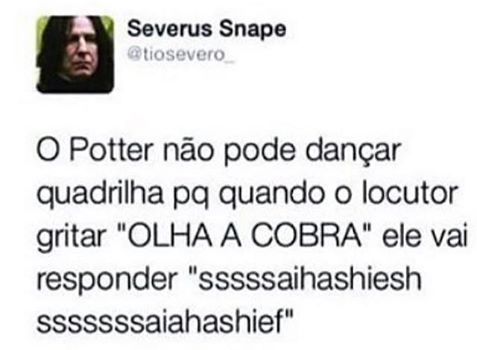 Severus Snape
@tiosevero_
O Potter não pode dançar
quadrilha pq quando o locutor
gritar "OLHA A COBRA" ele vai
responder "sssssaihashiesh
sssssssaiahashief"